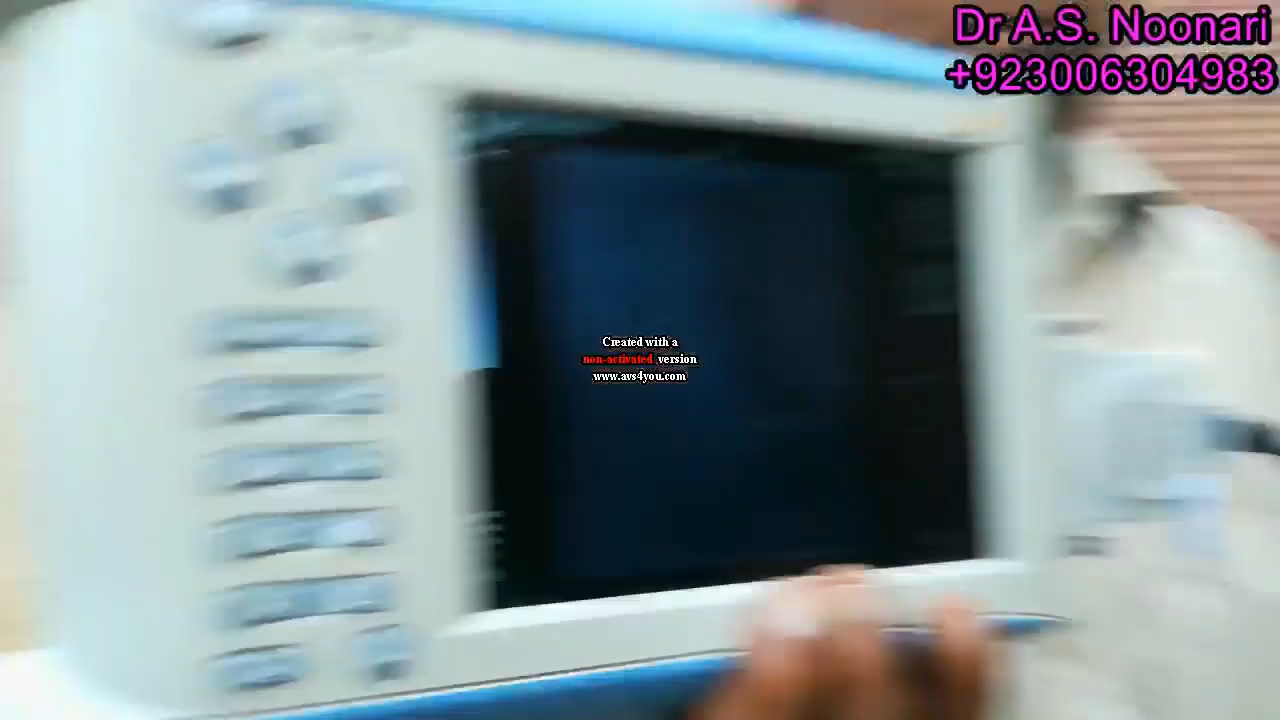 Dr A.S. Noonari
+923006304983
Created with a
non-activated version
www.avs4you.com